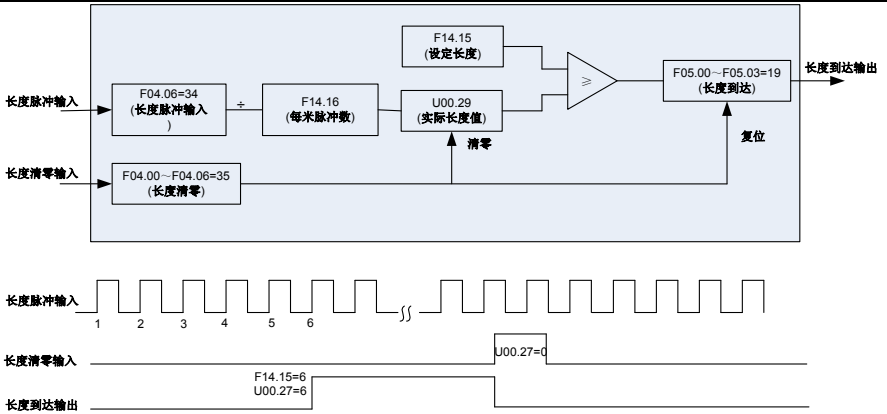 F14.15
(设定长度)
长度脉冲输入
F04.06=34
(长度脉冲输入
)
÷
F14.16
(每米脉冲数)
U00.29
(实际长度值)
≥
F05.00～F05.03=19
(长度到达)
长度到达输出
清零
复位
长度清零输入
F04.00～F04.06=35
(长度清零)
长度脉冲输入
1 2 3 4 5 6
长度清零输入
U00.27=0
F14.15=6
U00.27=6
长度到达输出